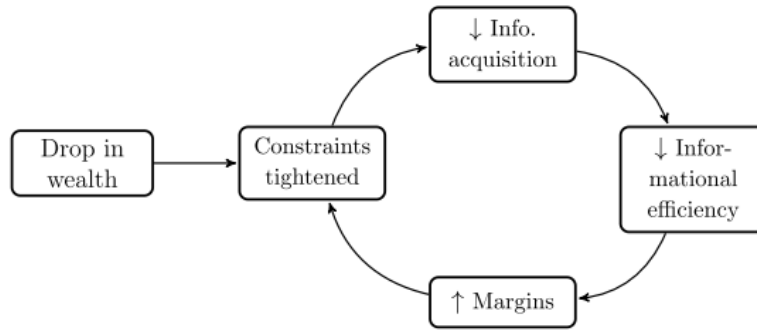 ↓ Info.
acquisition
Drop in
wealth
Constraints
tightened
↓ Infor-
mational
efficiency
↑ Margins